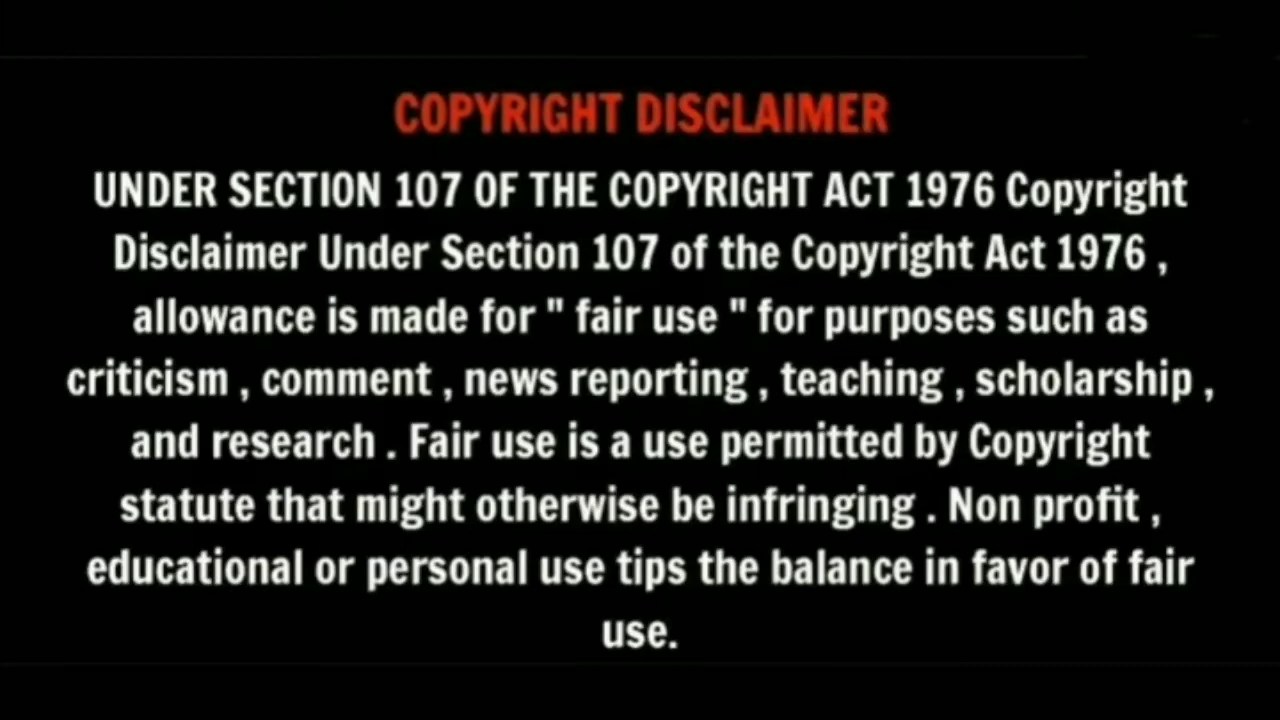 COPYRIGHT DISCLAIMER
UNDER SECTION 107 OF THE COPYRIGHT ACT 1976 Copyright
Disclaimer Under Section 107 of the Copyright Act 1976 ,
allowance is made for " fair use " for purposes such as
criticism , comment , news reporting , teaching , scholarship ,
and research . Fair use is a use permitted by Copyright
statute that might otherwise be infringing . Non profit ,
educational or personal use tips the balance in favor of fair
use.